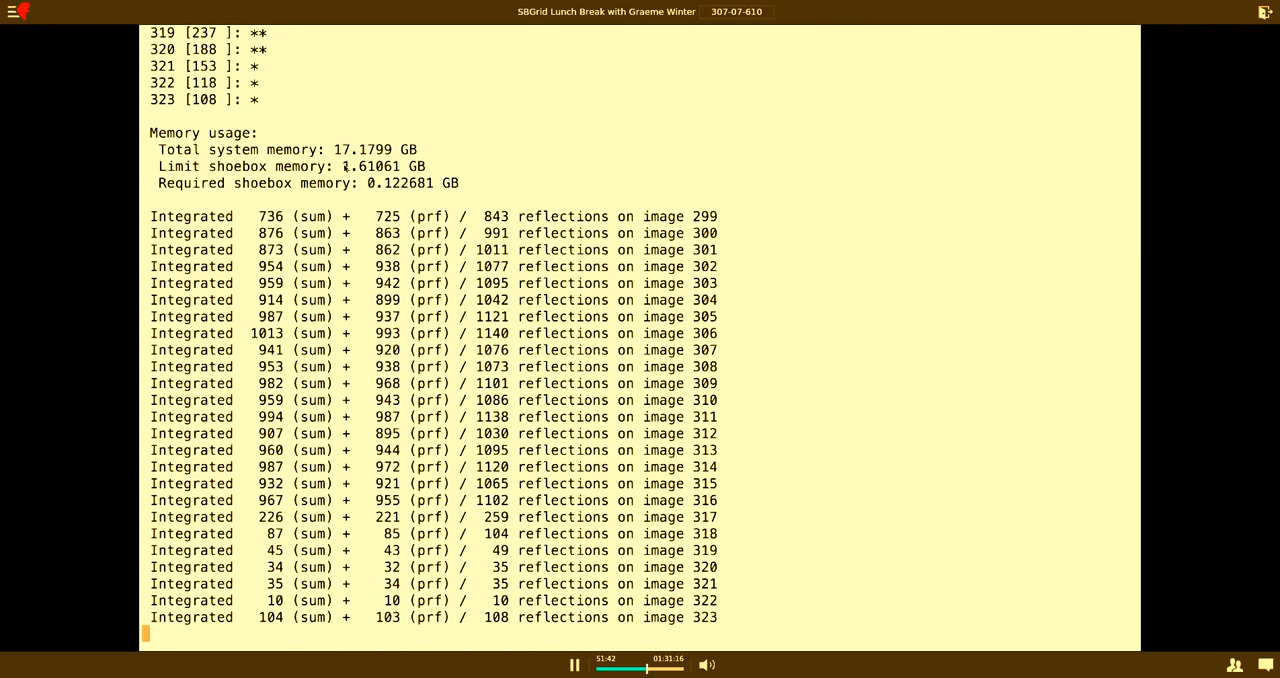 SBGrid Lunch Break with Graeme Winter 307-07-610
319 [237 ]: **
320 [188 ]: **
321 [153 ]: *
322 [118 ]: *
323 [108 ]: *
Memory usage:
Total system memory: 17.1799 GB
Limit shoebox memory: 1.61061 GB
Required shoebox memory: 0.122681 GB
Integrated 736 (sum) + 725 (prf) / 843 reflections on image 299
Integrated 876 (sum) + 863 (prf) / 991 reflections on image 300
Integrated 873 (sum) + 862 (prf) / 1011 reflections on image 301
Integrated 954 (sum) + 938 (prf) / 1077 reflections on image 302
Integrated 959 (sum) + 942 (prf) / 1095 reflections on image 303
Integrated 914 (sum) + 899 (prf) / 1042 reflections on image 304
Integrated 987 (sum) + 937 (prf) / 1121 reflections on image 305
Integrated 1013 (sum) + 993 (prf) / 1140 reflections on image 306
Integrated 941 (sum) + 920 (prf) / 1076 reflections on image 307
Integrated 953 (sum) + 938 (prf) / 1073 reflections on image 308
Integrated 982 (sum) + 968 (prf) / 1101 reflections on image 309
Integrated 959 (sum) + 943 (prf) / 1086 reflections on image 310
Integrated 994 (sum) + 987 (prf) / 1138 reflections on image 311
Integrated 907 (sum) + 895 (prf) / 1030 reflections on image 312
Integrated 960 (sum) + 944 (prf) / 1095 reflections on image 313
Integrated 987 (sum) + 972 (prf) / 1120 reflections on image 314
Integrated 932 (sum) + 921 (prf) / 1065 reflections on image 315
Integrated 967 (sum) + 955 (prf) / 1102 reflections on image 316
Integrated 226 (sum) + 221 (prf) / 259 reflections on image 317
Integrated 87 (sum) + 85 (prf) / 104 reflections on image 318
Integrated 45 (sum) + 43 (prf) / 49 reflections on image 319
Integrated 34 (sum) + 32 (prf) / 35 reflections on image 320
Integrated 35 (sum) + 34 (prf) / 35 reflections on image 321
Integrated 10 (sum) + 10 (prf) / 10 reflections on image 322
Integrated 104 (sum) + 103 (prf) / 108 reflections on image 323
51:42 01:31:16